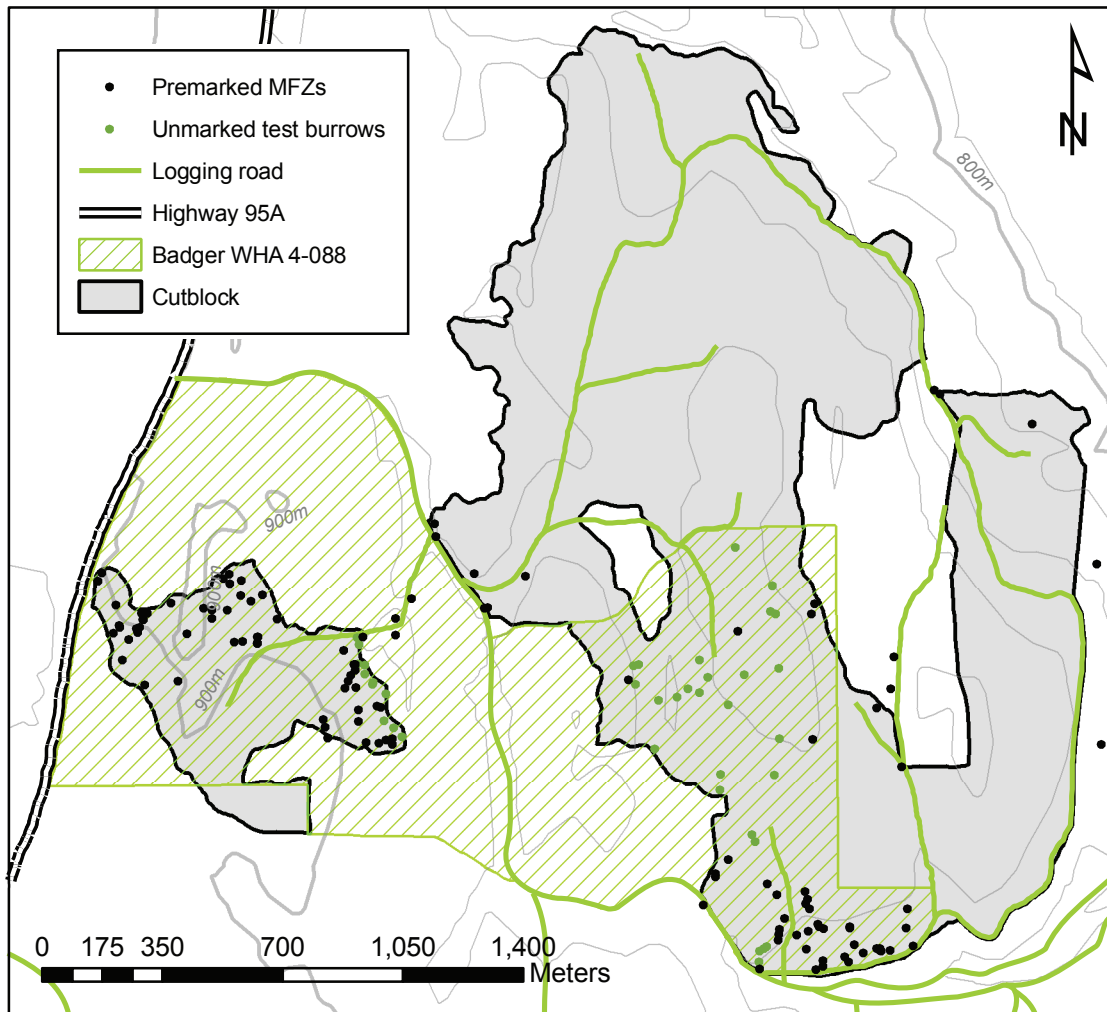 Premarked MFZs
Unmarked test burrows
Logging road
Highway 95A
Badger WHA 4-088
Cutblock
N
800m
900m
900m
900m
0 175 350 700 1,050 1,400
Meters